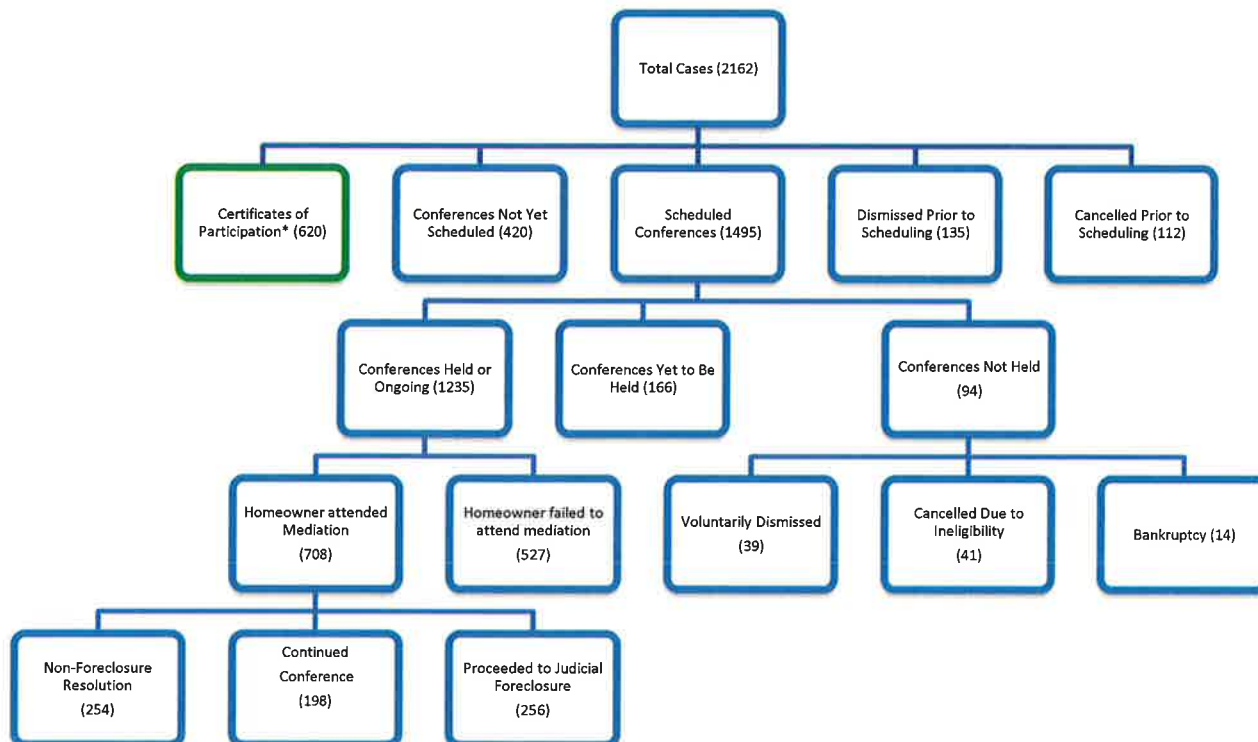 Total Cases (2162)
Certificates of
Participation* (620)
Conferences Not Yet
Scheduled (420)
Scheduled
Conferences (1495)
Dismissed Prior to
Scheduling (135)
Cancelled Prior to
Scheduling (112)
Conferences Held or
Ongoing (1235)
Conferences Yet to Be
Held (166)
Conferences Not Held
(94)
Homeowner attended
Mediation
(708)
Homeowner failed to
attend mediation
(527)
Voluntarily Dismissed
(39)
Cancelled Due to
Ineligibility
(41)
Bankruptcy (14)
Non-Foreclosure
Resolution
(254)
Continued
Conference
(198)
Proceeded to Judicial
Foreclosure
(256)